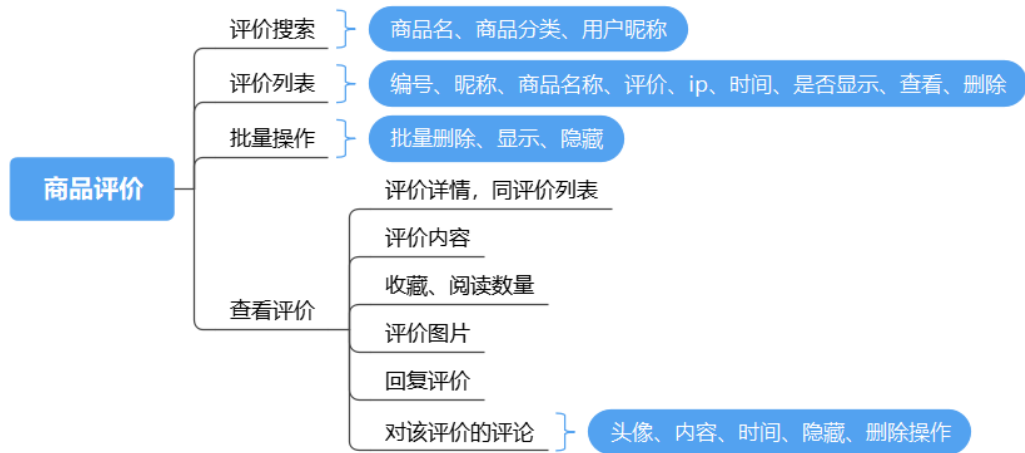 商品评价
评价搜索
商品名、商品分类、用户昵称
评价列表
编号、昵称、商品名称、评价、ip、时间、是否显示、查看、删除
批量操作
批量删除、显示、隐藏
查看评价
评价详情，同评价列表
评价内容
收藏、阅读数量
评价图片
回复评价
对该评价的评论
头像、内容、时间、隐藏、删除操作